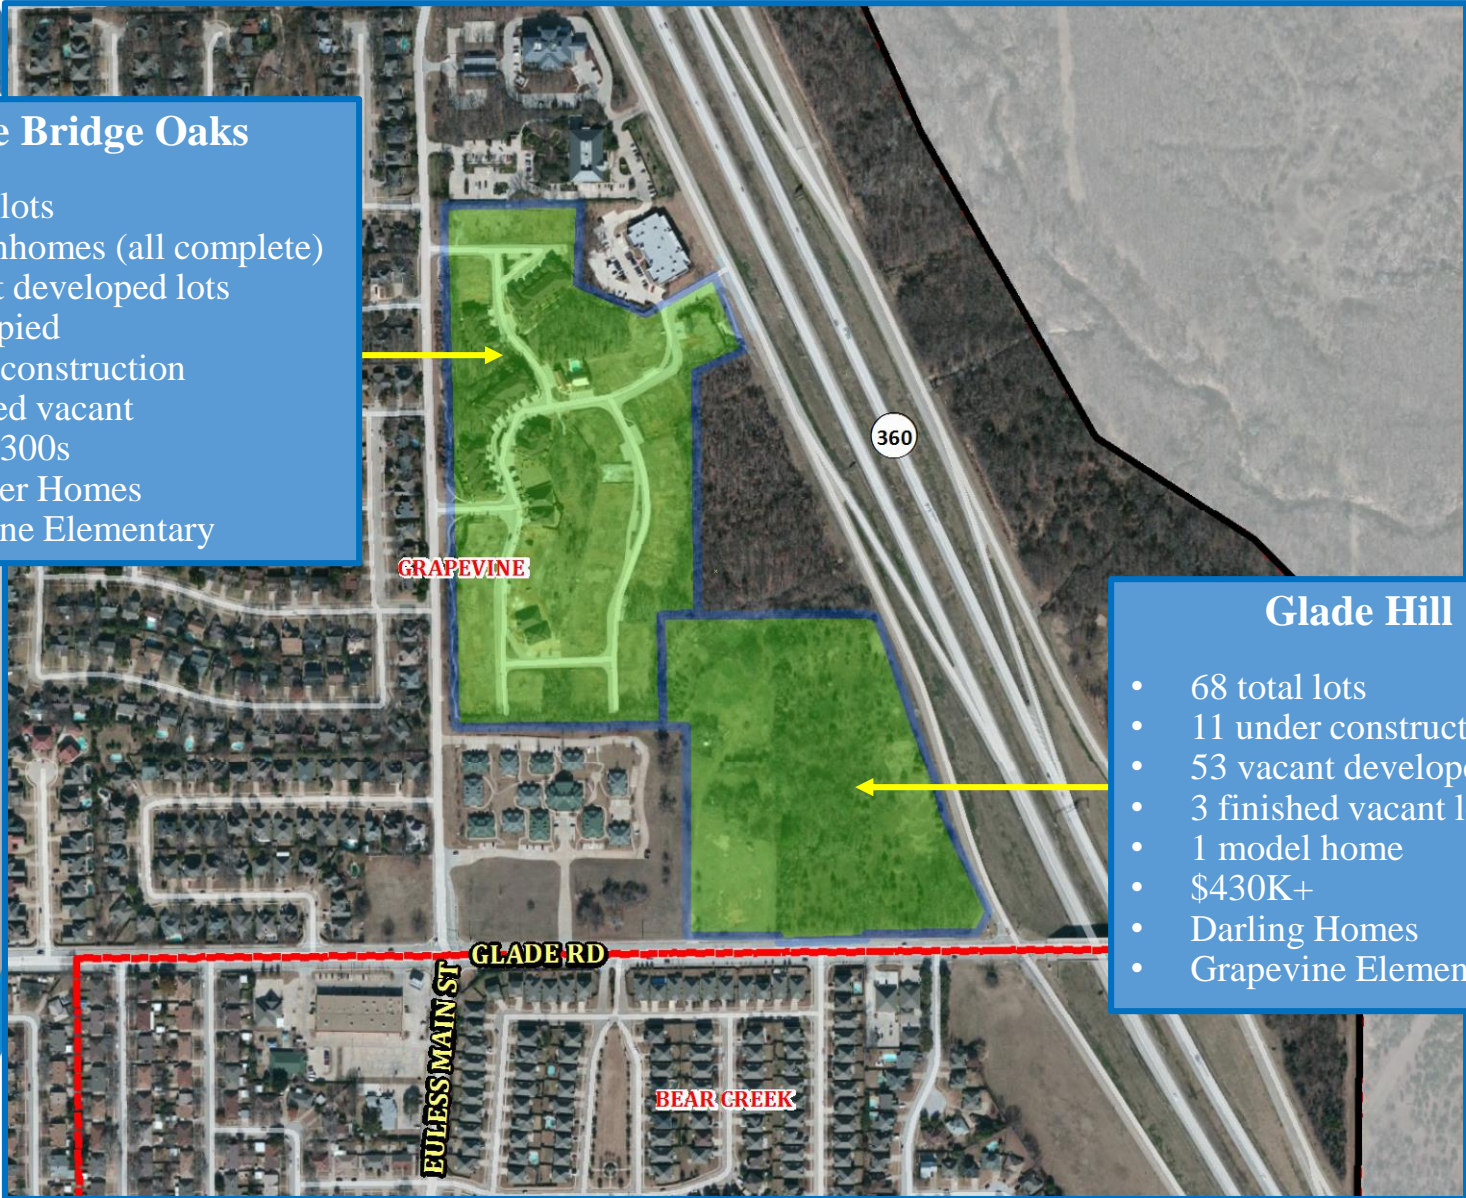 e Bridge Oaks
lots
nhomes (all complete)
t developed lots
pied
construction
ed vacant
300s
er Homes
ne Elementary
360
GRAPEVINE
Glade Hill
• 68 total lots
• 11 under construct
• 53 vacant develope
• 3 finished vacant l
• 1 model home
• $430K+
• Darling Homes
• Grapevine Elemen
GLADE RD
EULESS MAIN ST
BEAR CREEK